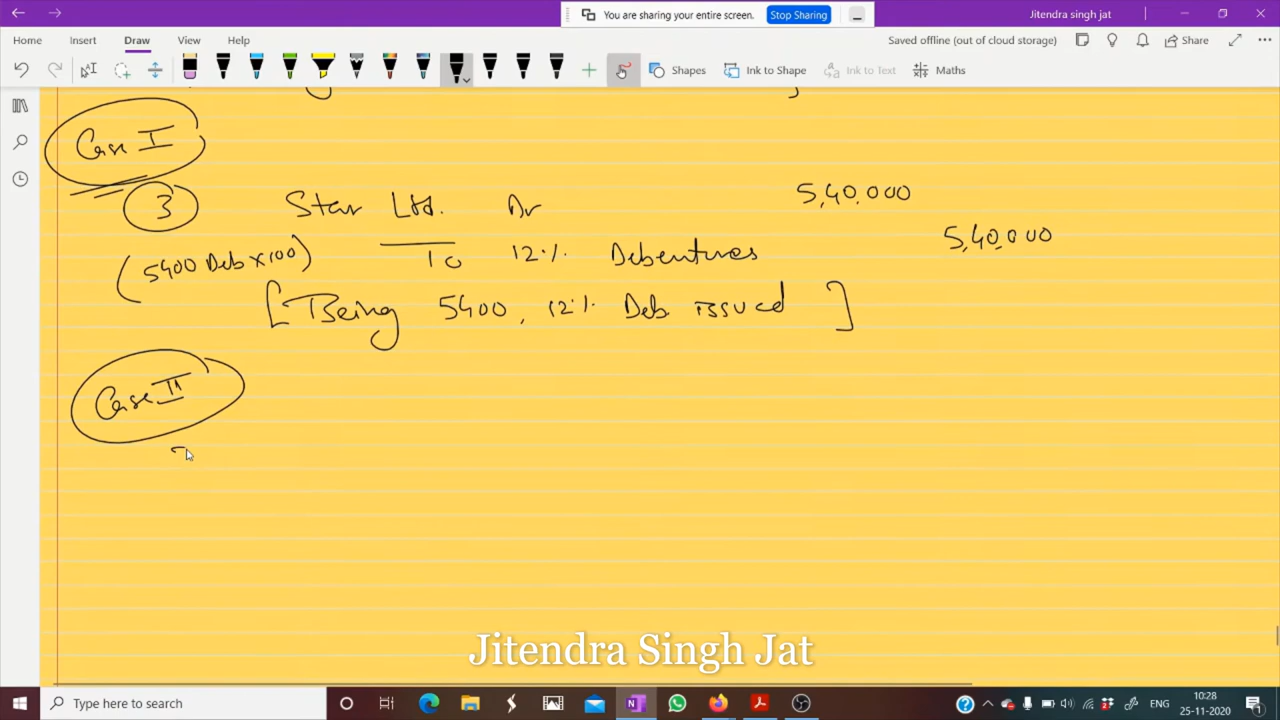 You are sharing your entire screen. Stop Sharing
Jitendra singh jat
Home Insert Draw View Help
Saved offline (out of cloud storage) Share
Shapes Ink to Shape Ink to Text Maths
Case I
3 Star Ltd. Dr 5,40,000
(5400 Deb x 100) To 12% Debentures 5,40,000
[Being 5400, 12% Deb issued]
Case II
Jitendra Singh Jat
Type here to search
ENG
10:28
25-11-2020